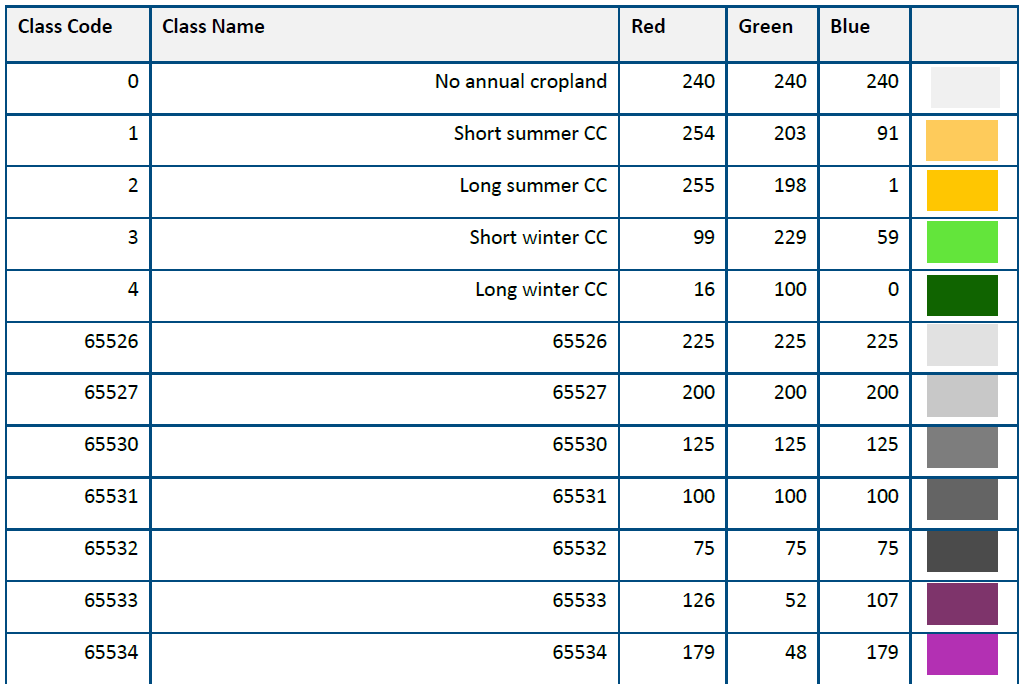 Class Code Class Name Red Green Blue
0 No annual cropland 240 240 240
1 Short summer CC 254 203 91
2 Long summer CC 255 198 1
3 Short winter CC 99 229 59
4 Long winter CC 16 100 0
65526 65526 225 225 225
65527 65527 200 200 200
65530 65530 125 125 125
65531 65531 100 100 100
65532 65532 75 75 75
65533 65533 126 52 107
65534 65534 179 48 179